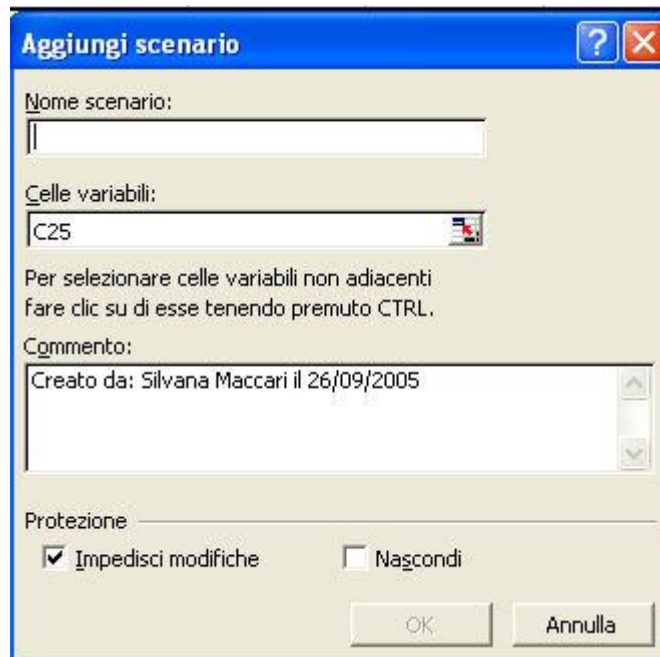 Aggiungi scenario
Nome scenario:
Celle variabili:
C25
Per selezionare celle variabili non adiacenti
fare clic su di esse tenendo premuto CTRL.
Commento:
Creato da: Silvana Maccari il 26/09/2005
Protezione
Impedisci modifiche Nascondi
OK Annulla